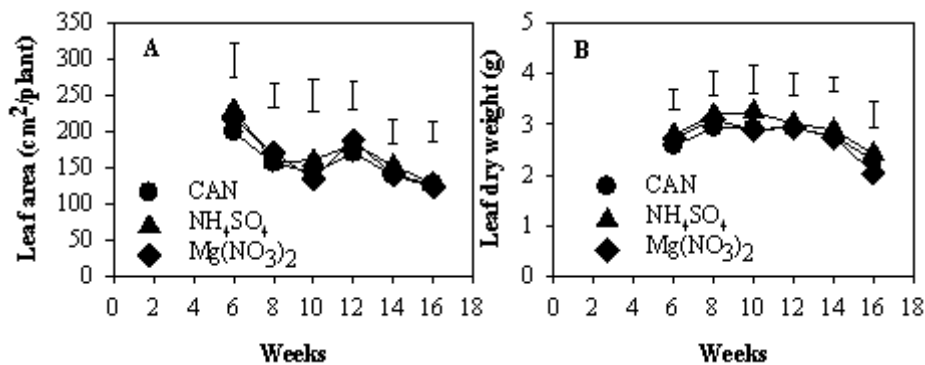 Leaf area (cm2/plant)
350
300
250
200
150
100
50
0
A
CAN
NH4SO4
Mg(NO3)2
0 2 4 6 8 10 12 14 16 18
Weeks
Leaf dry weight (g)
5
4
3
2
1
0
B
CAN
NH4SO4
Mg(NO3)2
0 2 4 6 8 10 12 14 16 18
Weeks